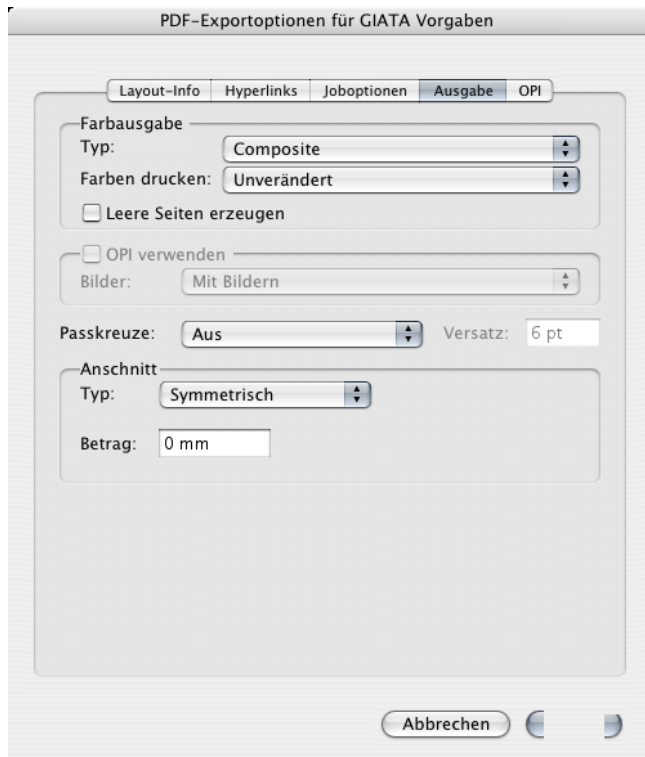 PDF-Exportoptionen für GIATA Vorgaben
Layout-Info Hyperlinks Joboptionen Ausgabe OPI
Farbausgabe
Typ: Composite
Farben drucken: Unverändert
Leere Seiten erzeugen
OPI verwenden
Bilder: Mit Bildern
Passkreuze: Aus Versatz: 6 pt
Anschnitt
Typ: Symmetrisch
Betrag: 0 mm
Abbrechen